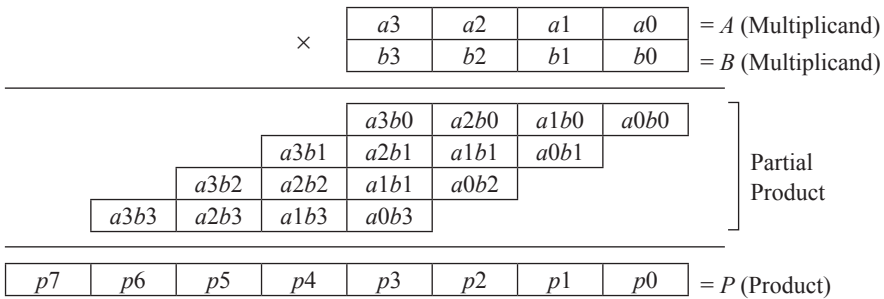 a3 a2 a1 a0 = A (Multiplicand)
× b3 b2 b1 b0 = B (Multiplicand)
a3b0 a2b0 a1b0 a0b0
a3b1 a2b1 a1b1 a0b1
a3b2 a2b2 a1b1 a0b2
a3b3 a2b3 a1b3 a0b3
Partial
Product
p7 p6 p5 p4 p3 p2 p1 p0 = P (Product)